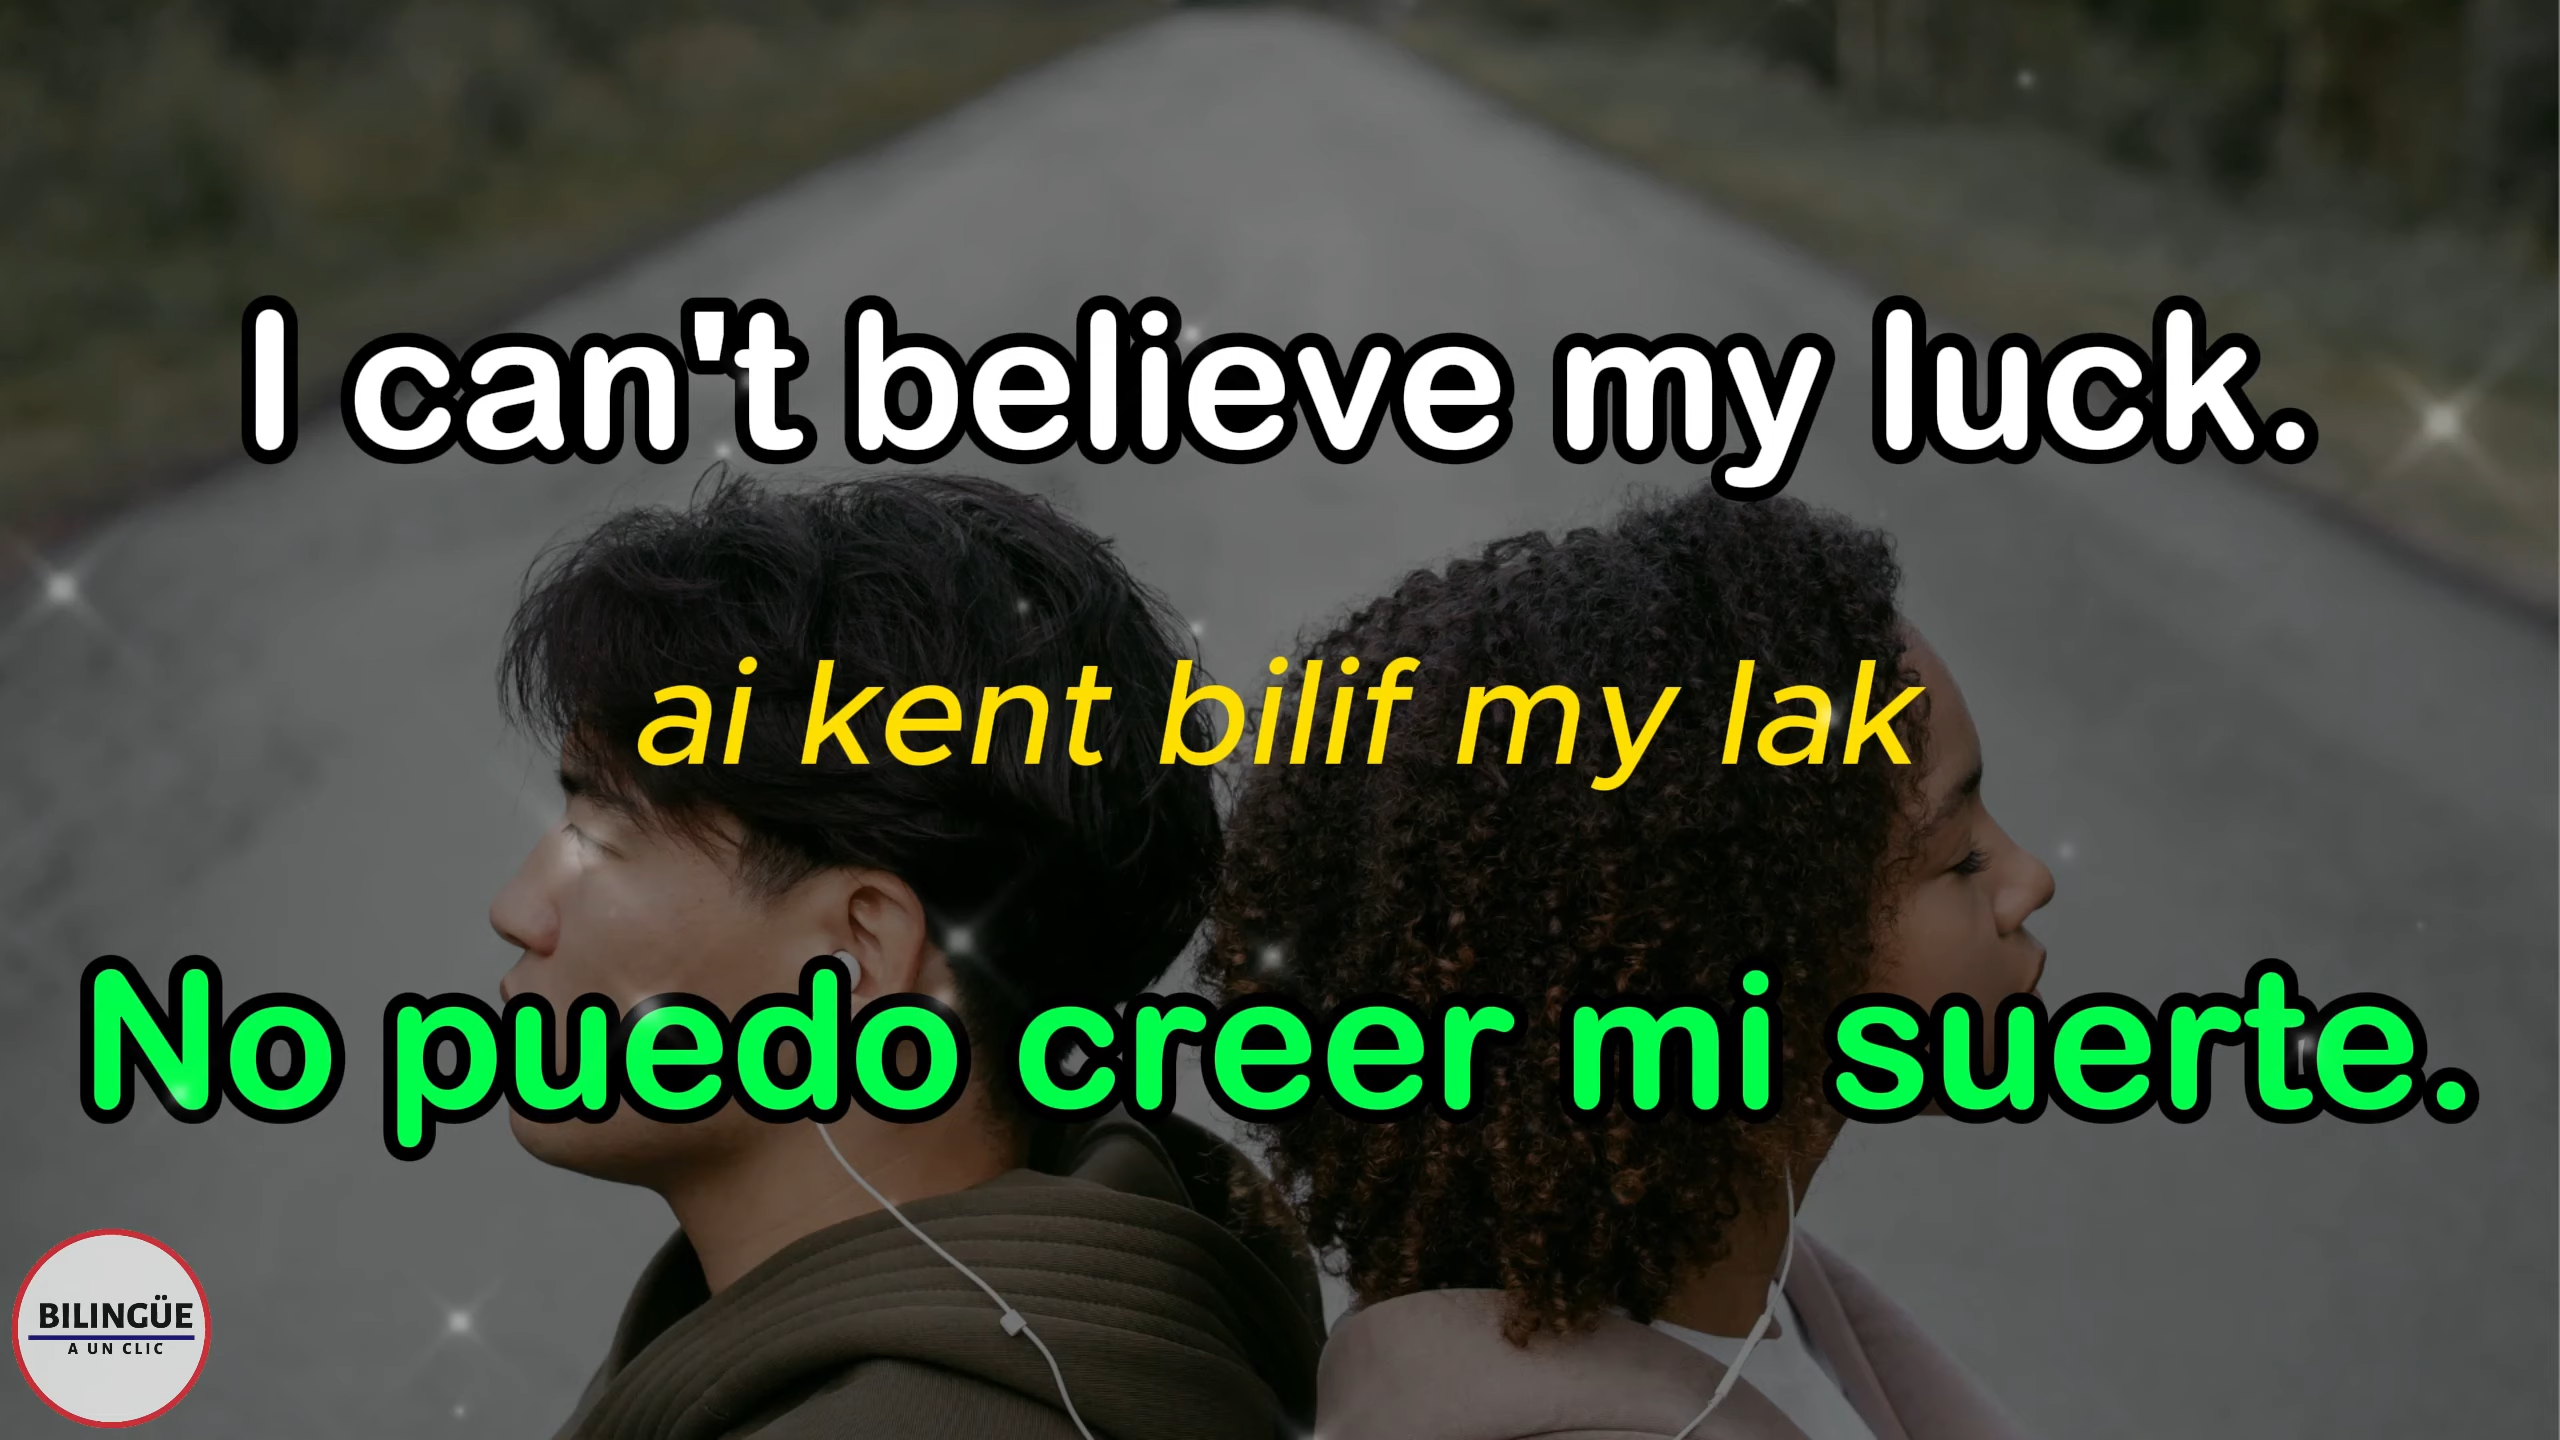 I can't believe my luck.
ai kent bilif my lak
No puedo creer mi suerte.
BILINGÜE
A UN CLIC